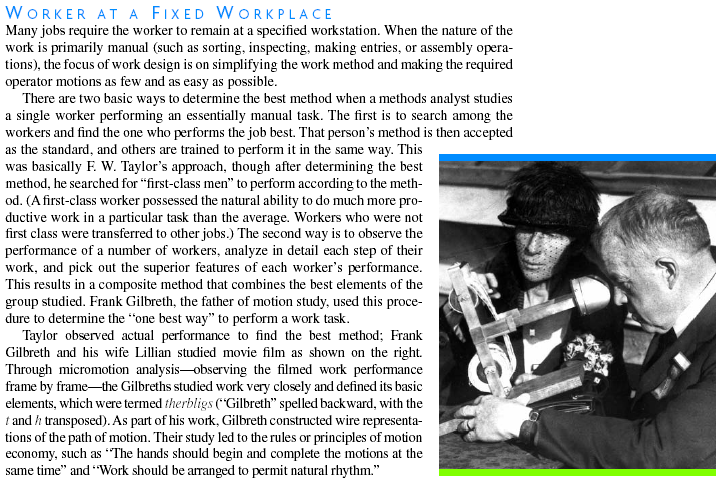 WORKER AT A FIXED WORKPLACE
Many jobs require the worker to remain at a specified workstation. When the nature of the
work is primarily manual (such as sorting, inspecting, making entries, or assembly opera-
tions), the focus of work design is on simplifying the work method and making the required
operator motions as few and as easy as possible.
There are two basic ways to determine the best method when a methods analyst studies
a single worker performing an essentially manual task. The first is to search among the
workers and find the one who performs the job best. That person's method is then accepted
as the standard, and others are trained to perform it in the same way. This
was basically F. W. Taylor's approach, though after determining the best
method, he searched for “first-class men” to perform according to the meth-
od. (A first-class worker possessed the natural ability to do much more pro-
ductive work in a particular task than the average. Workers who were not
first class were transferred to other jobs.) The second way is to observe the
performance of a number of workers, analyze in detail each step of their
work, and pick out the superior features of each worker's performance.
This results in a composite method that combines the best elements of the
group studied. Frank Gilbreth, the father of motion study, used this proce-
dure to determine the “one best way” to perform a work task.
Taylor observed actual performance to find the best method; Frank
Gilbreth and his wife Lillian studied movie film as shown on the right.
Through micromotion analysis—observing the filmed work performance
frame by frame—the Gilbreths studied work very closely and defined its basic
elements, which were termed therbligs (“Gilbreth” spelled backward, with the
t and h transposed). As part of his work, Gilbreth constructed wire representa-
tions of the path of motion. Their study led to the rules or principles of motion
economy, such as “The hands should begin and complete the motions at the
same time” and “Work should be arranged to permit natural rhythm.”